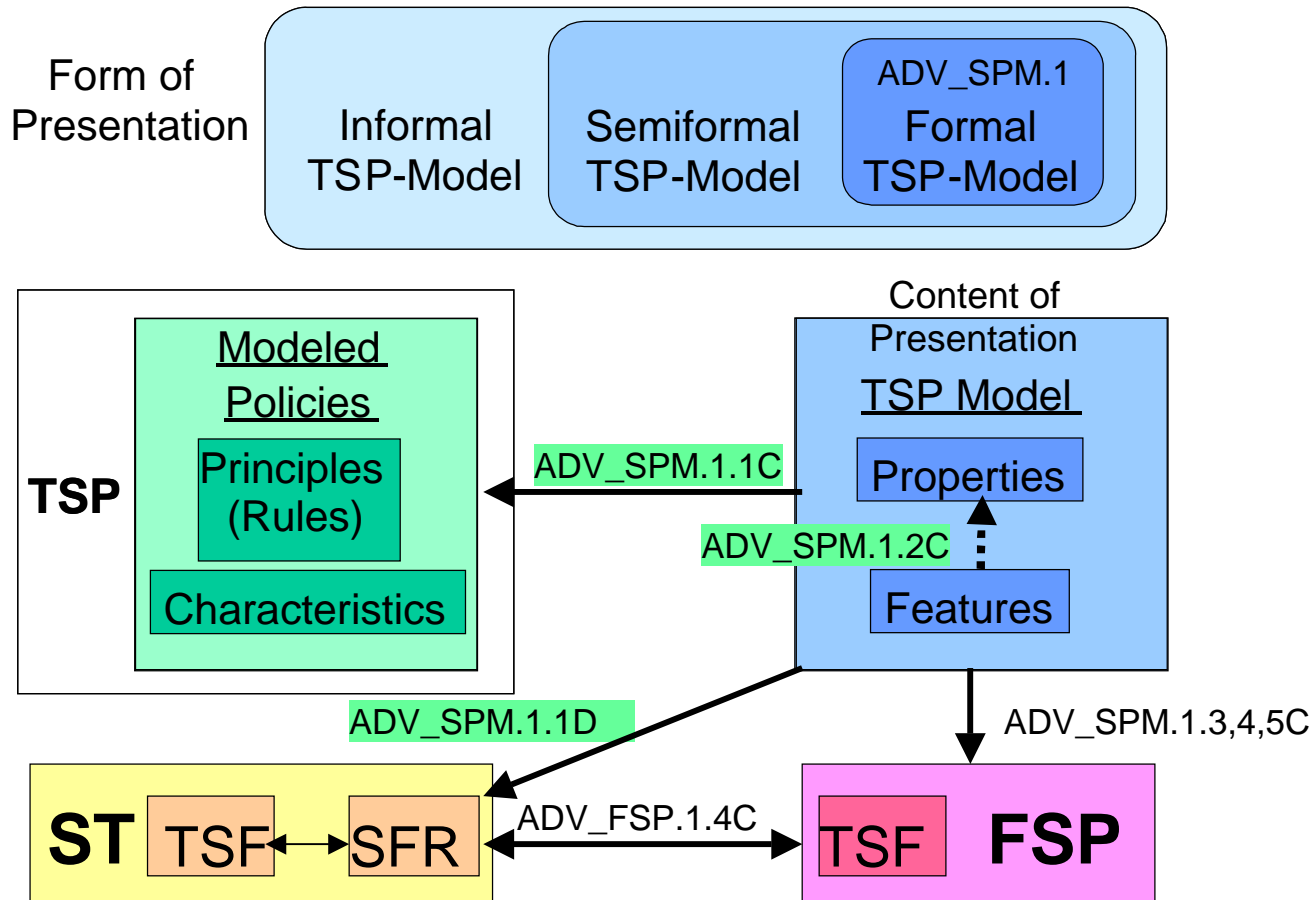 Form of
Presentation
Informal
TSP-Model
Semiformal
TSP-Model
ADV_SPM.1
Formal
TSP-Model
TSP
Modeled
Policies
Principles
(Rules)
Characteristics
ADV_SPM.1.1C
ADV_SPM.1.2C
Content of
Presentation
TSP Model
Properties
Features
ADV_SPM.1.1D
ADV_SPM.1.3,4,5C
ST
TSF
SFR
ADV_FSP.1.4C
TSF
FSP